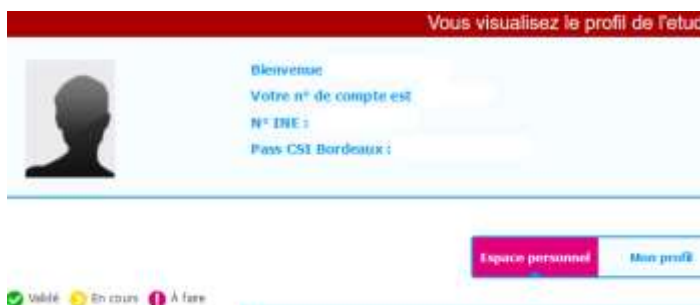 Vous visualisez le profil de l'etud
Bienvenue
Votre n° de compte est
N° INE :
Pass CSI Bordeaux :
Espace personnel
Mon profil
Validé
En cours
À faire